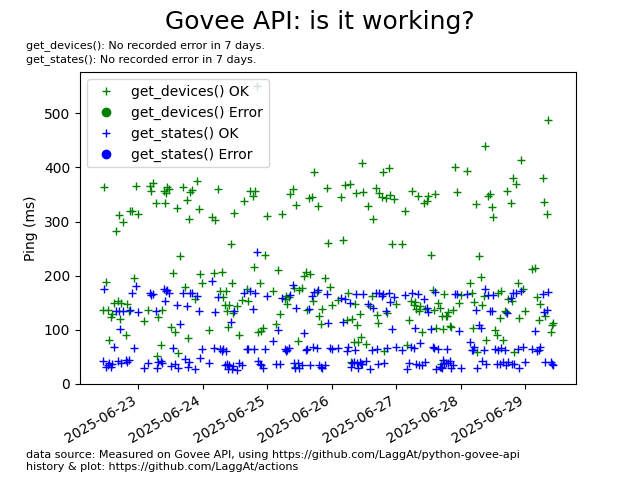 Govee API: is it working?
get_devices(): No recorded error in 7 days.
get_states(): No recorded error in 7 days.
get_devices() OK
get_devices() Error
get_states() OK
get_states() Error
Ping (ms)
500
400
300
200
100
0
2025-06-23
2025-06-24
2025-06-25
2025-06-26
2025-06-27
2025-06-28
2025-06-29
data source: Measured on Govee API, using https://github.com/LaggAt/python-govee-api
history & plot: https://github.com/LaggAt/actions